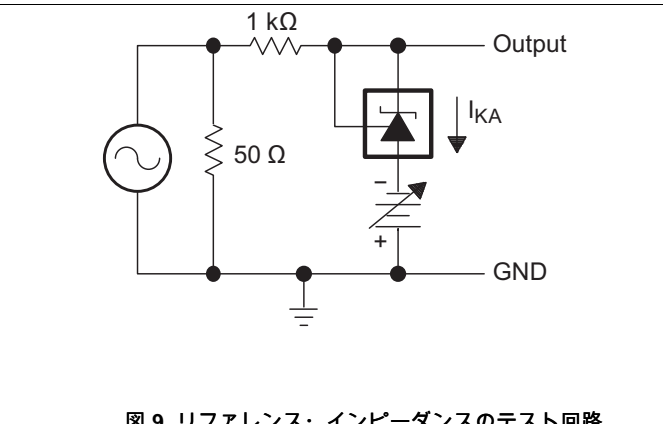 1 kΩ
Output
I_KA
50 Ω
−
+
GND
図 9. リファレンス・インピーダンスのテスト回路